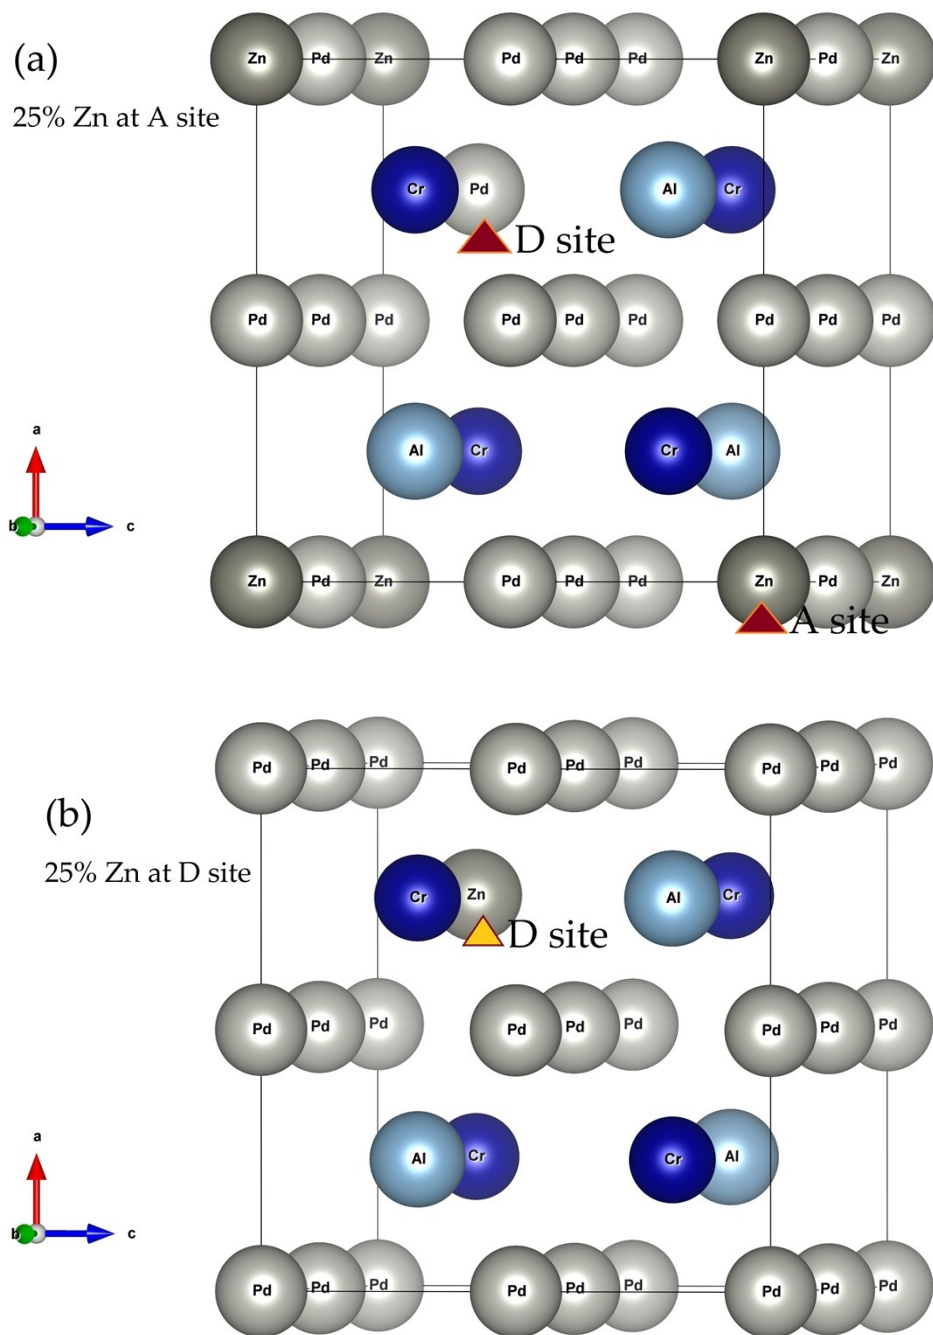 (a)
25% Zn at A site
Zn Pd Zn Pd Pd Pd Zn Pd Zn
Cr Pd Al Cr
D site
Pd Pd Pd Pd Pd Pd Pd Pd Pd
Al Cr Cr Al
a
b c
Zn Pd Zn Pd Pd Pd Zn Pd Zn
A site
(b)
25% Zn at D site
Pd Pd Pd Pd Pd Pd Pd Pd Pd
Cr Zn Al Cr
D site
Pd Pd Pd Pd Pd Pd Pd Pd Pd
Al Cr Cr Al
a
b c
Pd Pd Pd Pd Pd Pd Pd Pd Pd